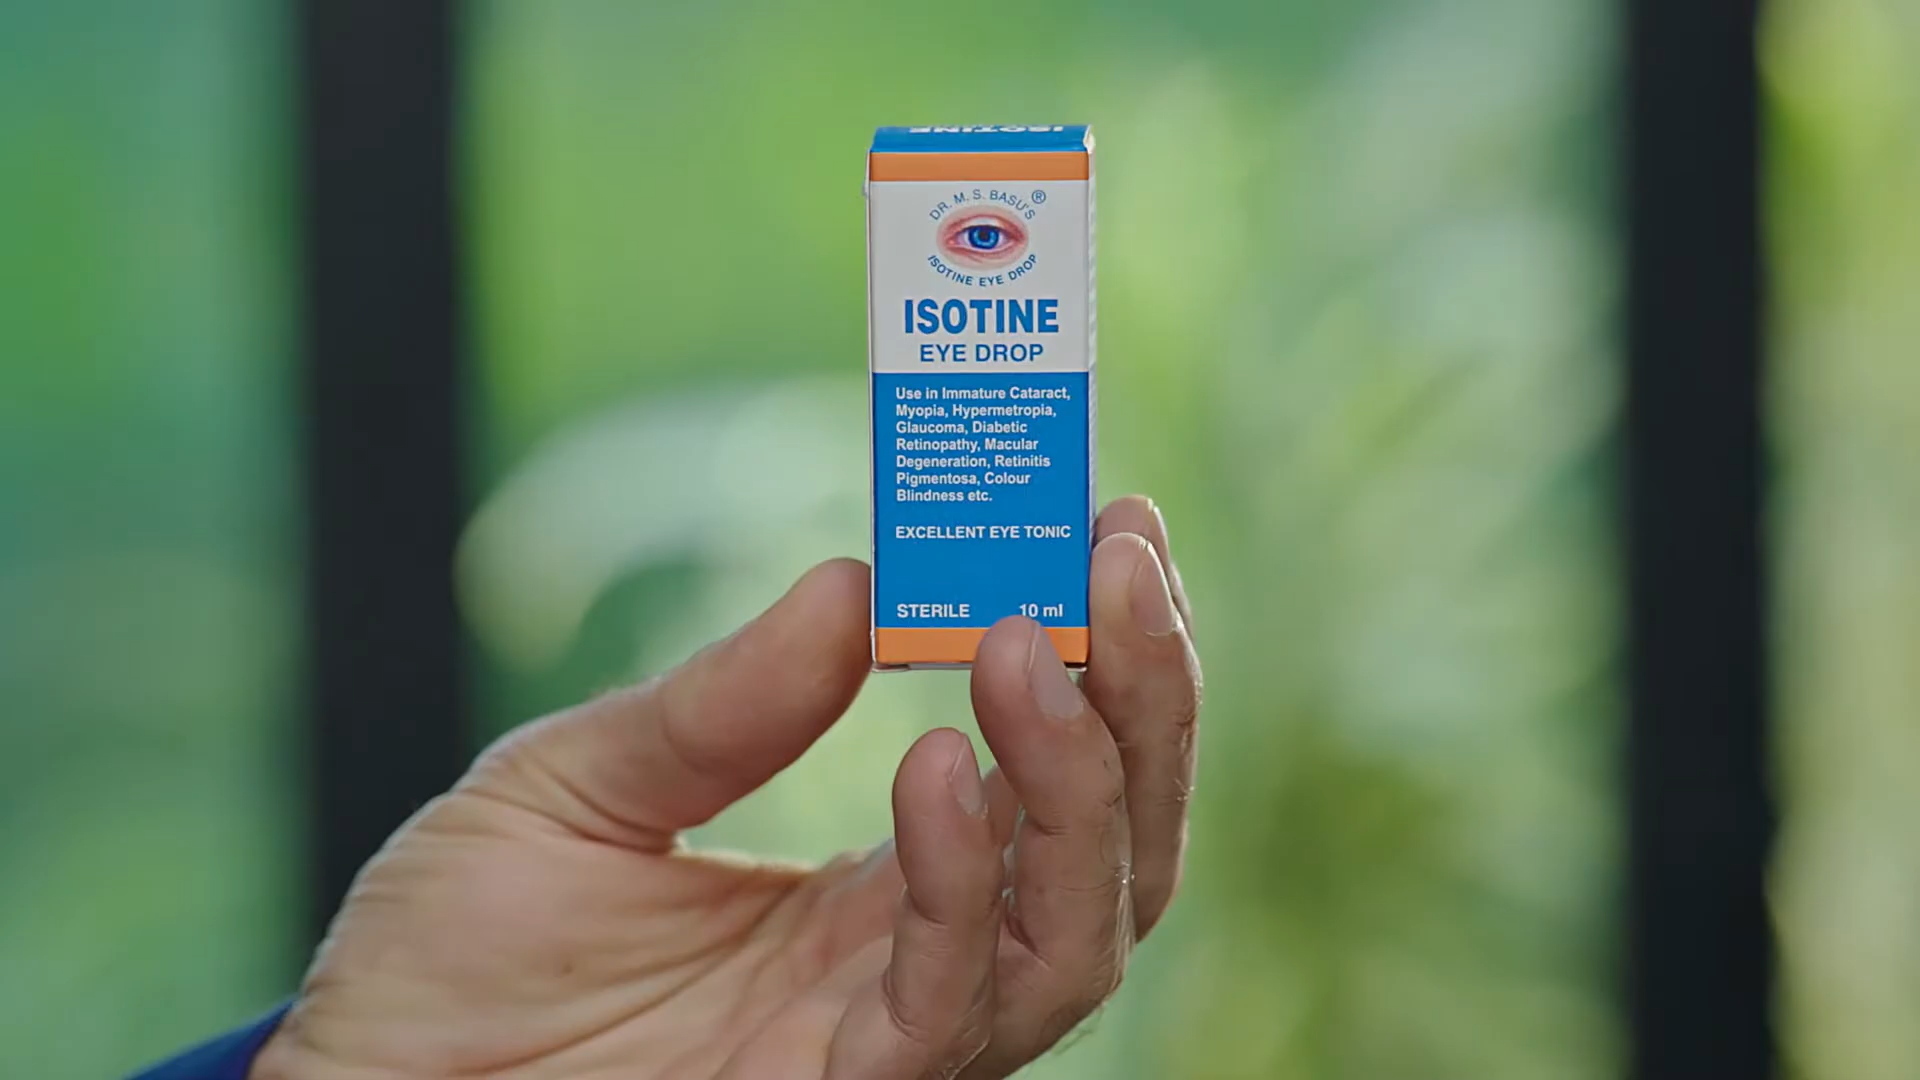 ISOTINE
DR. M. S. BASU'S ®
ISOTINE EYE DROP
ISOTINE
EYE DROP
Use in Immature Cataract,
Myopia, Hypermetropia,
Glaucoma, Diabetic
Retinopathy, Macular
Degeneration, Retinitis
Pigmentosa, Colour
Blindness etc.
EXCELLENT EYE TONIC
STERILE 10 ml